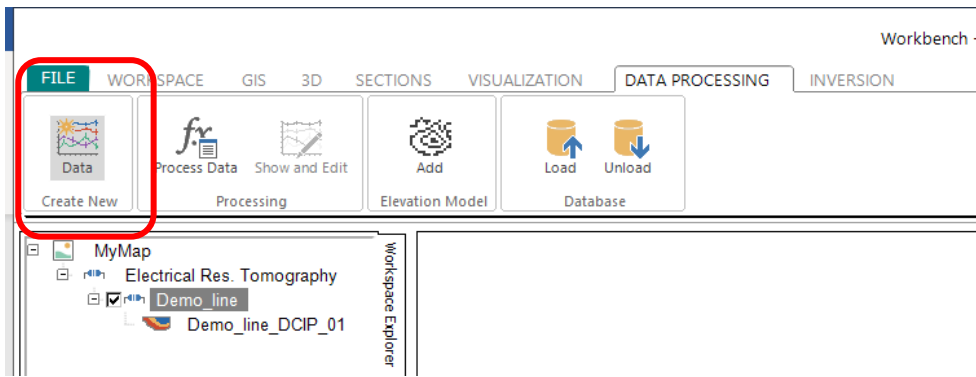 Workbench -
FILE WORKSPACE GIS 3D SECTIONS VISUALIZATION DATA PROCESSING INVERSION
Data Process Data Show and Edit Add Load Unload
Create New Processing Elevation Model Database
MyMap
Electrical Res. Tomography
Demo_line
Demo_line_DCIP_01
Workspace Explorer